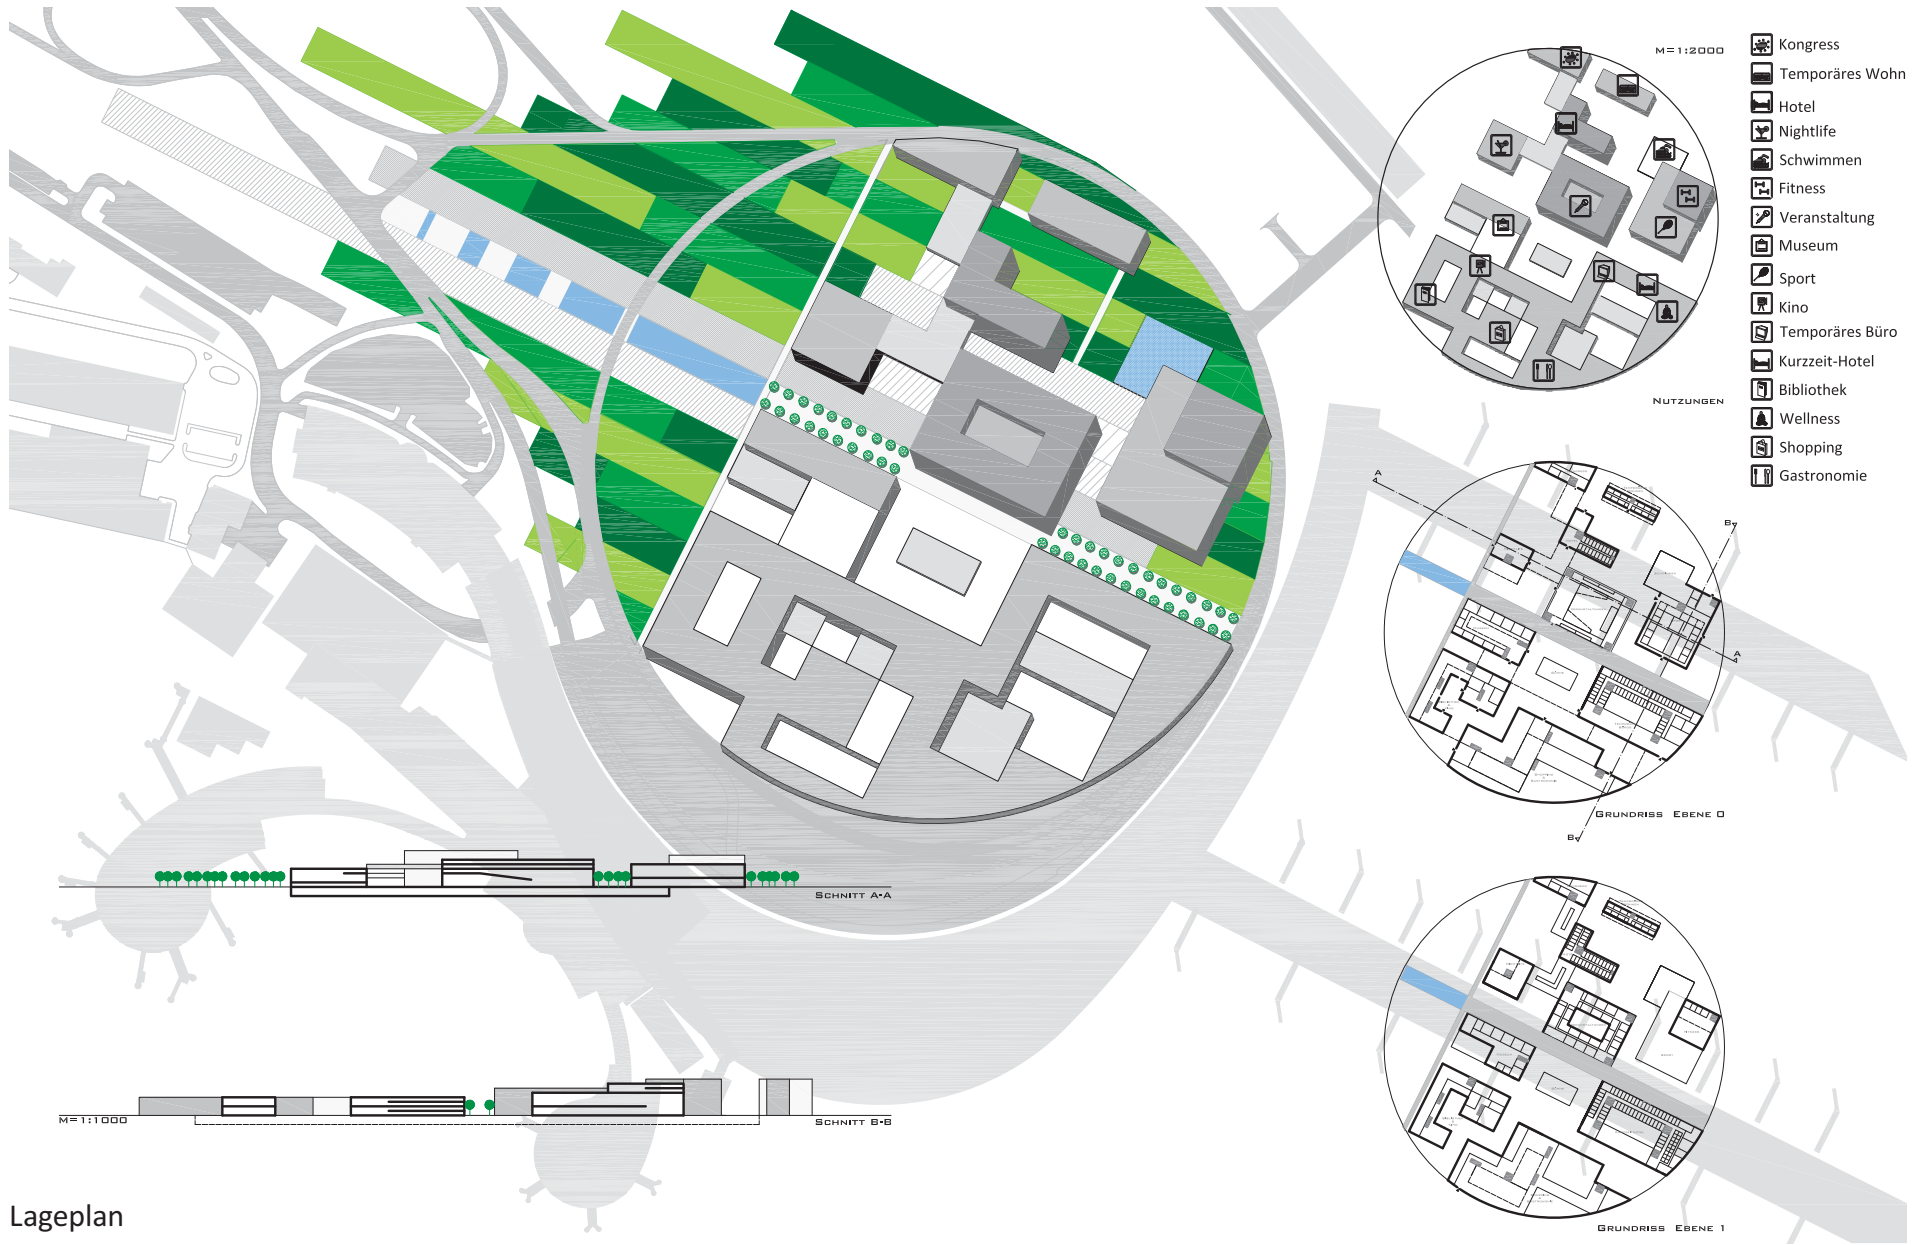 M=1:2000
Kongress
Temporäres Wohn
Hotel
Nightlife
Schwimmen
Fitness
Veranstaltung
Museum
Sport
Kino
Temporäres Büro
Kurzzeit-Hotel
Bibliothek
Wellness
Shopping
Gastronomie
Nutzungen
A
B
A
B
Grundriss Ebene 0
Schnitt A-A
M=1:1000
Schnitt B-B
Grundriss Ebene 1
Lageplan